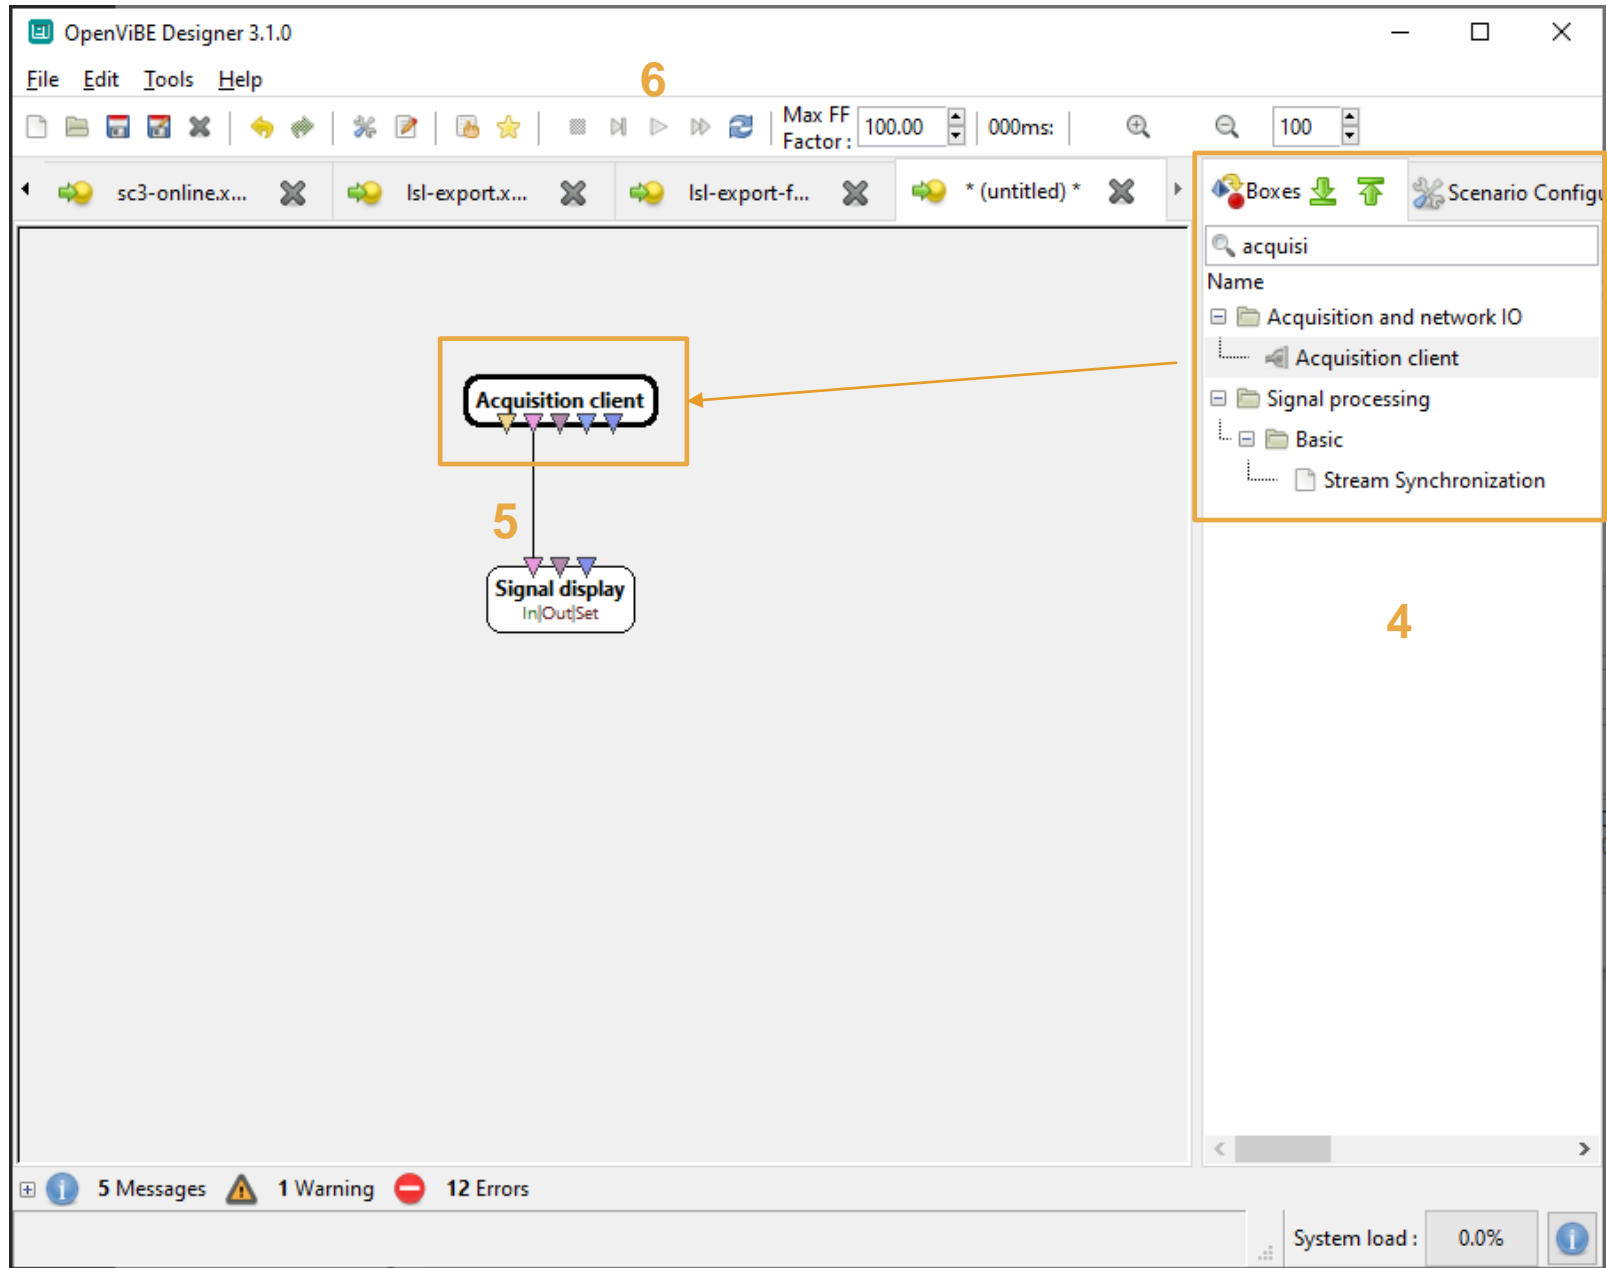 OpenViBE Designer 3.1.0
File Edit Tools Help
6
Max FF
Factor : 100.00 000ms: 100
sc3-online.x... lsl-export.x... lsl-export-f... * (untitled) * Boxes Scenario Configu
acquisi
Name
Acquisition and network IO
Acquisition client
Signal processing
Basic
Stream Synchronization
Acquisition client
5
Signal display
In|Out|Set
4
5 Messages 1 Warning 12 Errors
System load : 0.0%